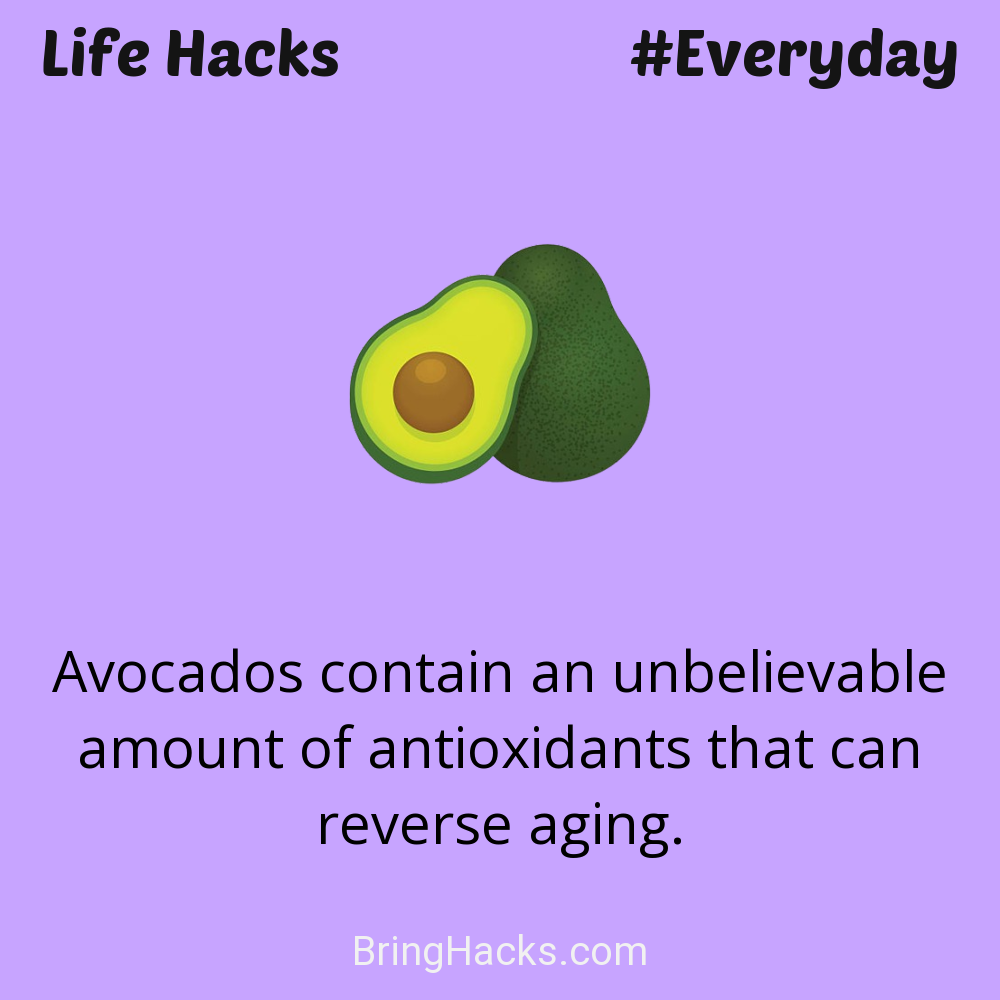 Life Hacks
#Everyday
Avocados contain an unbelievable
amount of antioxidants that can
reverse aging.
BringHacks.com